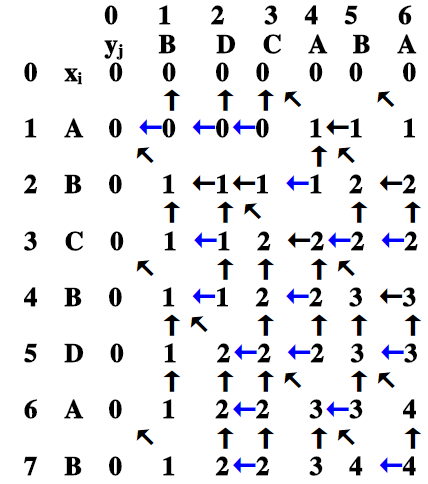 0 1 2 3 4 5 6
yj B D C A B A
0 xi 0 0 0 0 0 0 0
↑ ↑ ↑ ↖ ↖
1 A 0 ←0 ←0 ←0 1 ←1 1
↖ ↑ ↖
2 B 0 1 ←1 ←1 ←1 2 ←2
↑ ↑ ↖ ↑ ↑
3 C 0 1 ←1 2 ←2 ←2 ←2
↖ ↑ ↑ ↑ ↖
4 B 0 1 ←1 2 ←2 3 ←3
↑ ↖ ↑ ↑ ↑ ↑
5 D 0 1 2 ←2 ←2 3 ←3
↑ ↑ ↑ ↖ ↑ ↖
6 A 0 1 2 ←2 3 ←3 4
↖ ↑ ↑ ↑ ↖ ↑
7 B 0 1 2 ←2 3 4 ←4